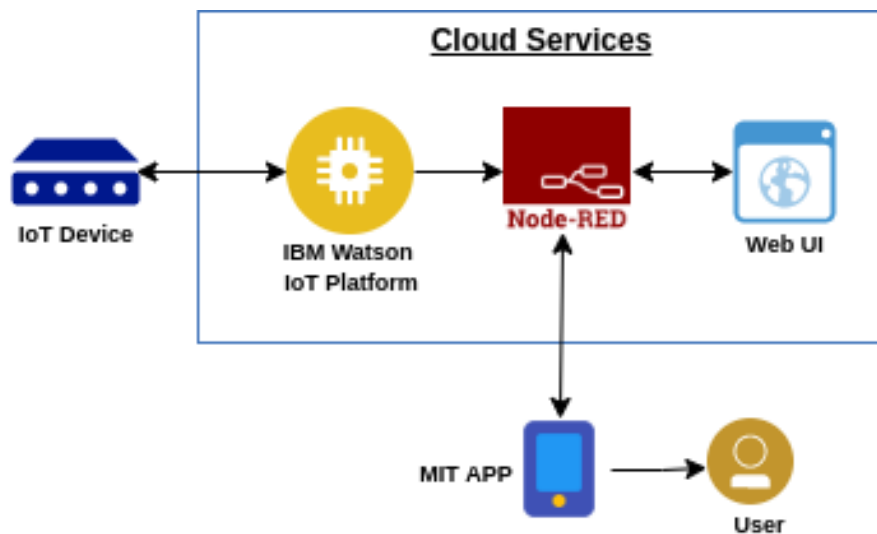 Cloud Services
IoT Device
IBM Watson
IoT Platform
Node-RED
Web UI
MIT APP
User